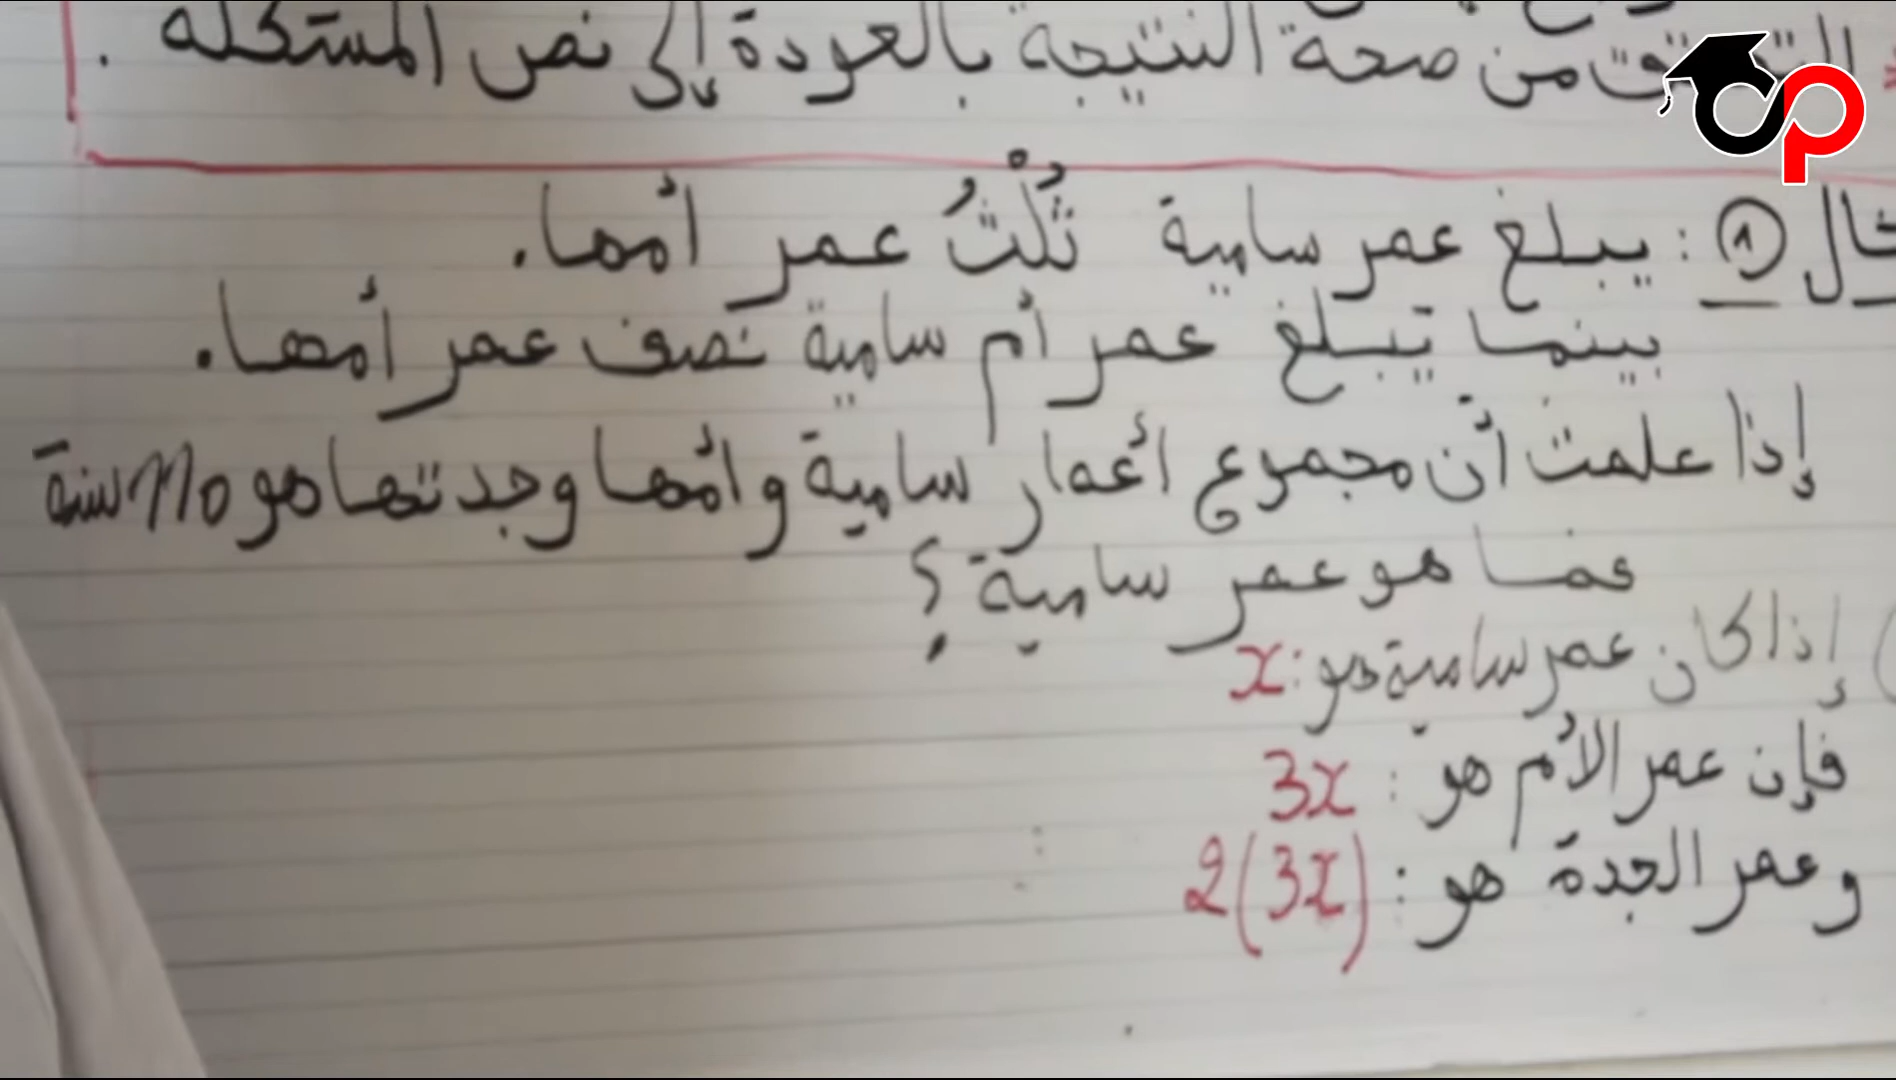 من صحة النتيجة بالعودة إلى نص المشكلة .
مثال ①: يبلغ عمر سامية ثُلْثُ عمر أمها.
بينما تبلغ عمر أم سامية نصف عمر أمها.
إذا علمت أن مجموع أعمار سامية وأمها وجدتها هو 110 سنة
فما هو عمر سامية ؟
إذا كان عمر سامية هو: x
فإن عمر الأم هو : 3x
وعمر الجدة هو : 2(3x)